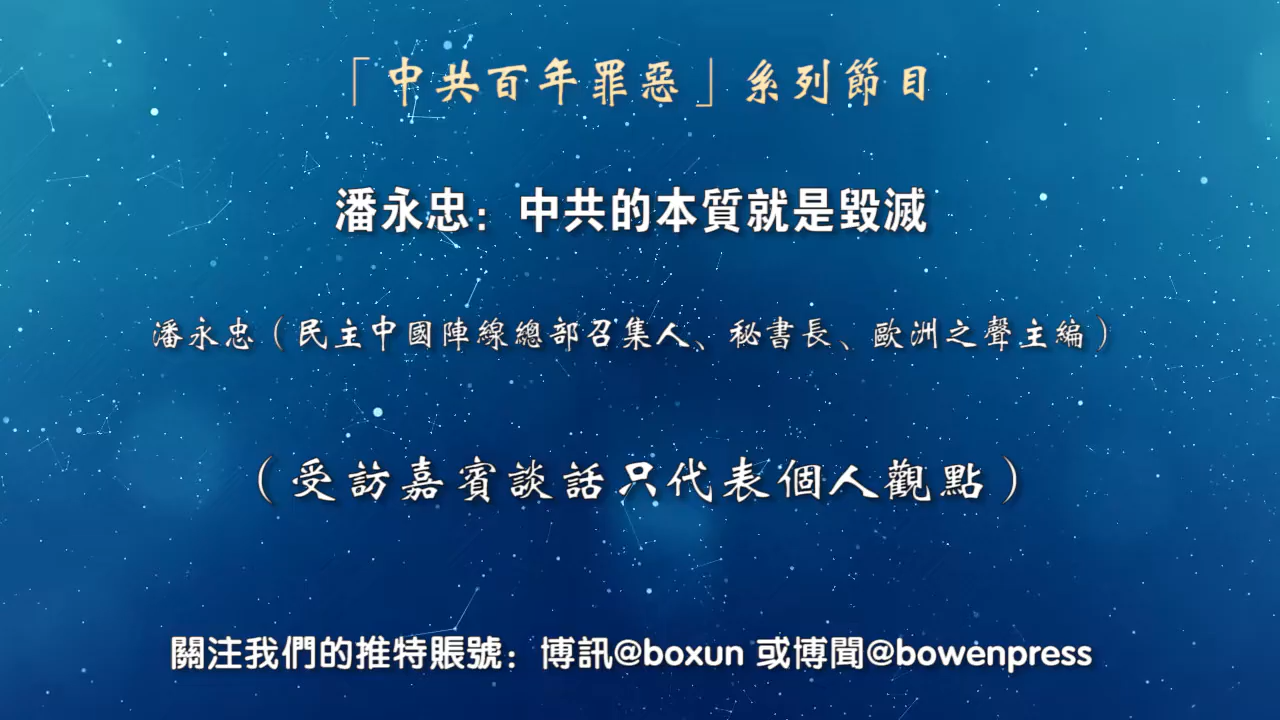 「中共百年罪惡」系列節目
潘永忠：中共的本質就是毀滅
潘永忠（民主中國陣線總部召集人、秘書長、歐洲之聲主編）
（受訪嘉賓談話只代表個人觀點）
關注我們的推特賬號：博訊@boxun 或博聞@bowenpress